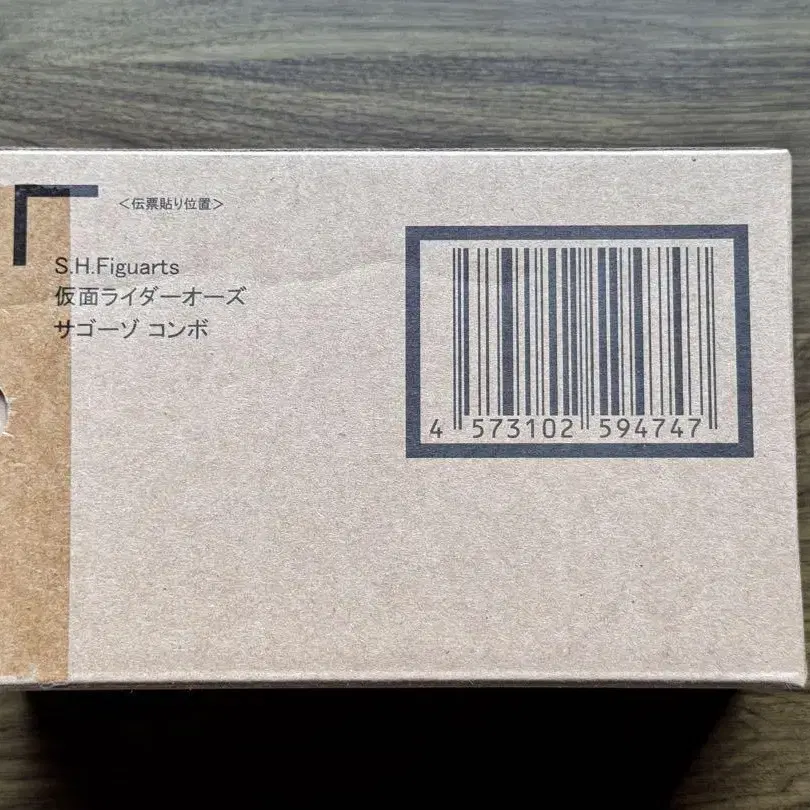 <伝票貼り位置>
S.H.Figuarts
仮面ライダーオーズ
サゴーゾ コンボ
4 573102 594747